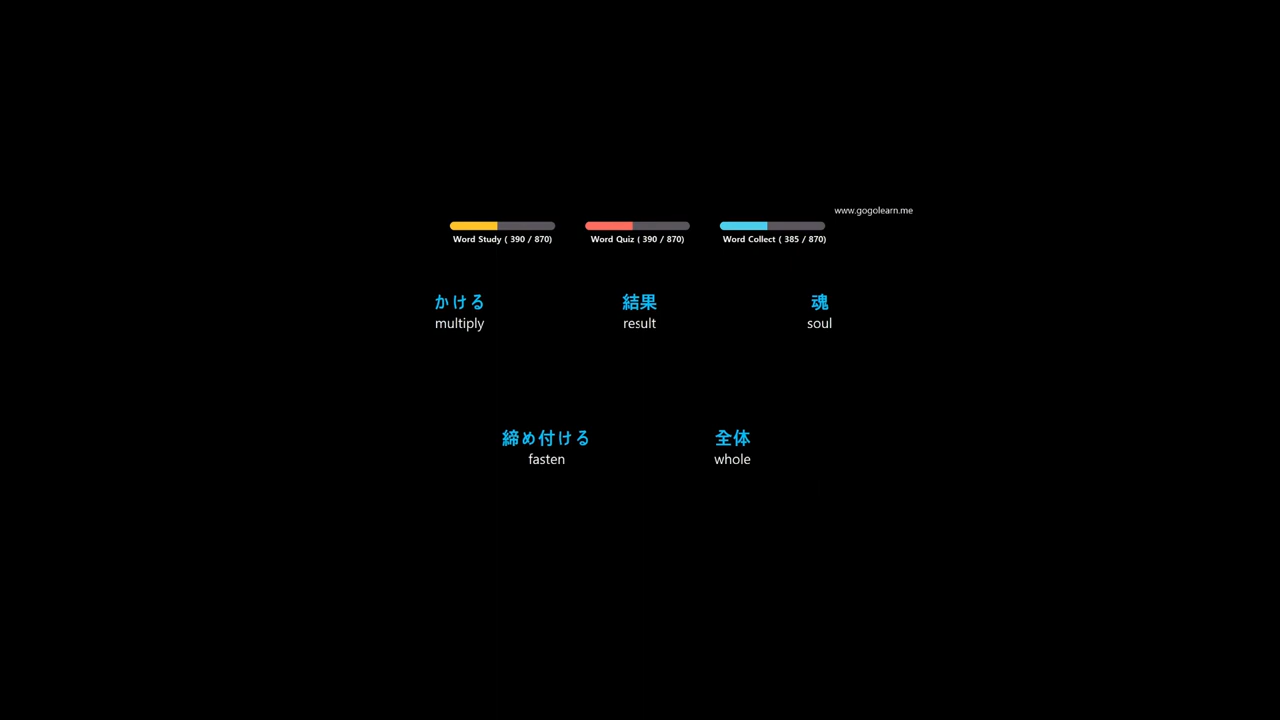 www.gogolearn.me
Word Study ( 390 / 870)
Word Quiz ( 390 / 870)
Word Collect ( 385 / 870)
かける
multiply
結果
result
魂
soul
締め付ける
fasten
全体
whole